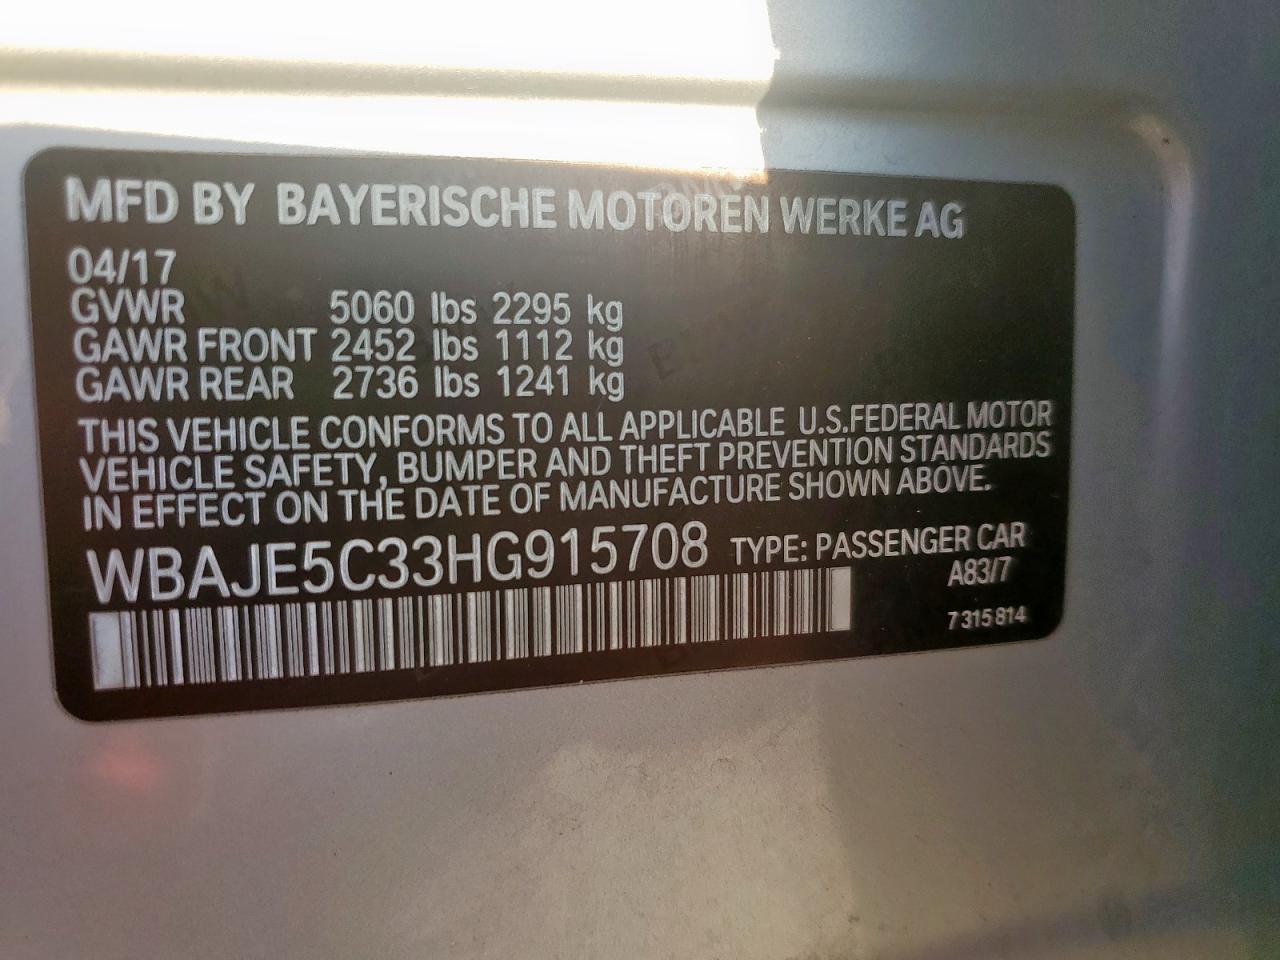 MFD BY BAYERISCHE MOTOREN WERKE AG
04/17
GVWR 5060 lbs 2295 kg
GAWR FRONT 2452 lbs 1112 kg
GAWR REAR 2736 lbs 1241 kg
THIS VEHICLE CONFORMS TO ALL APPLICABLE U.S.FEDERAL MOTOR
VEHICLE SAFETY, BUMPER AND THEFT PREVENTION STANDARDS
IN EFFECT ON THE DATE OF MANUFACTURE SHOWN ABOVE.
WBAJE5C33HG915708 TYPE: PASSENGER CAR
A83/7
7 315 814